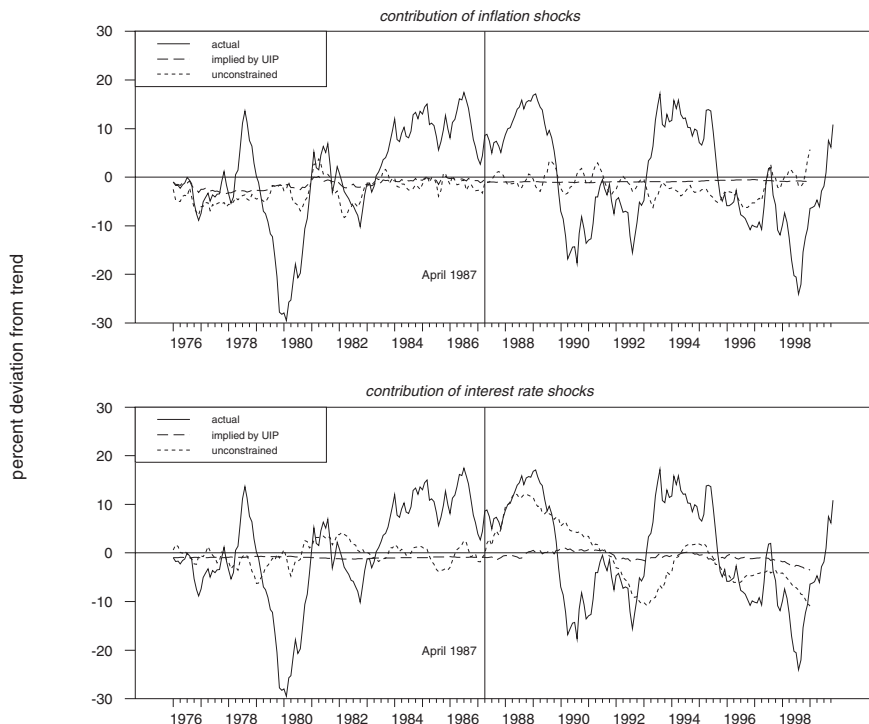 contribution of inflation shocks
30
20
10
0
-10
-20
-30
actual
implied by UIP
unconstrained
April 1987
1976 1978 1980 1982 1984 1986 1988 1990 1992 1994 1996 1998
percent deviation from trend
contribution of interest rate shocks
30
20
10
0
-10
-20
-30
actual
implied by UIP
unconstrained
April 1987
1976 1978 1980 1982 1984 1986 1988 1990 1992 1994 1996 1998